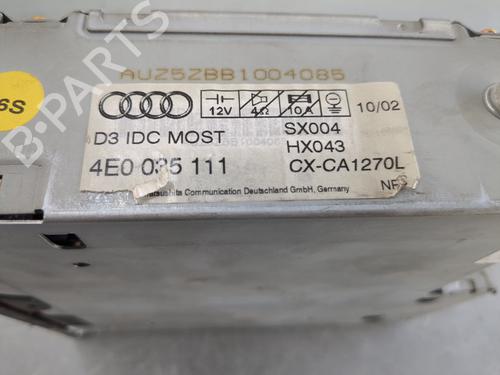 AUZ5ZBB1004085
6S
12V 4Ω 10A 10/02
D3 IDC MOST SX004
HX043
4E0 035 111 CX-CA1270L
Matsushita Communication Deutschland GmbH, Germany
B-PARTS